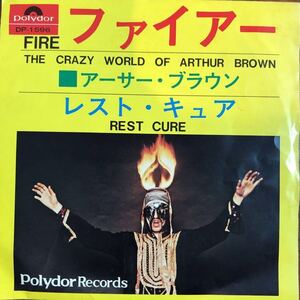 Polydor
DP-1596
ファイアー
FIRE
THE CRAZY WORLD OF ARTHUR BROWN
■アーサー・ブラウン
レスト・キュア
REST CURE
Polydor Records